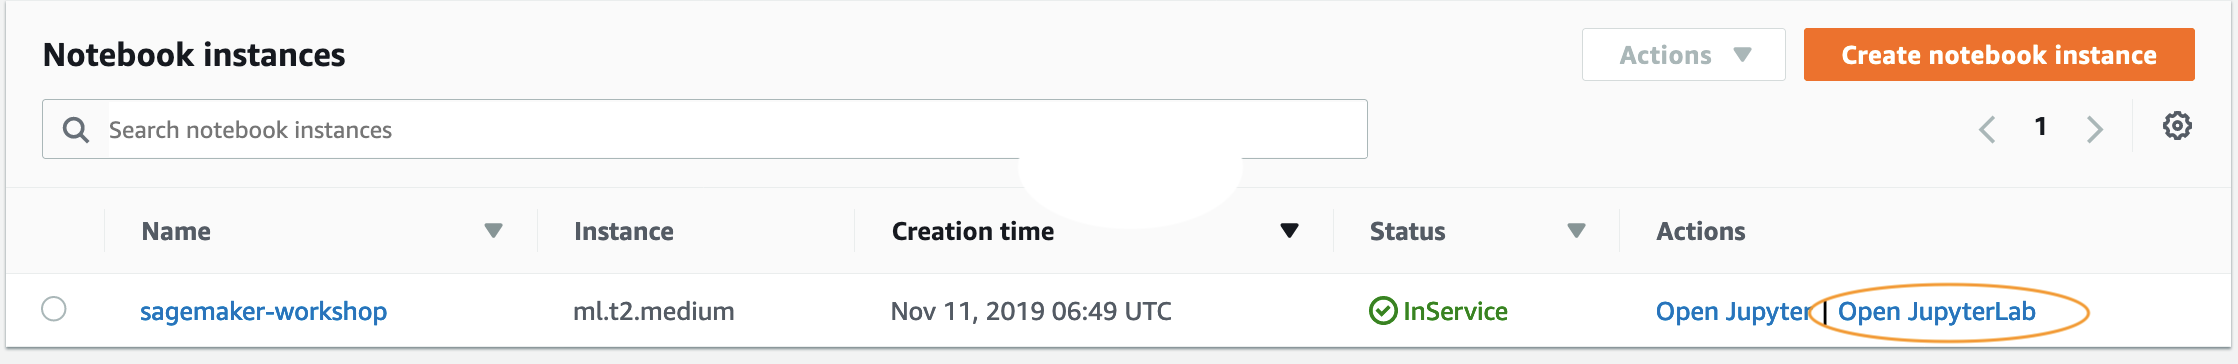 Notebook instances
Actions
Create notebook instance
Search notebook instances
1
Name Instance Creation time Status Actions
sagemaker-workshop ml.t2.medium Nov 11, 2019 06:49 UTC InService Open Jupyter | Open JupyterLab